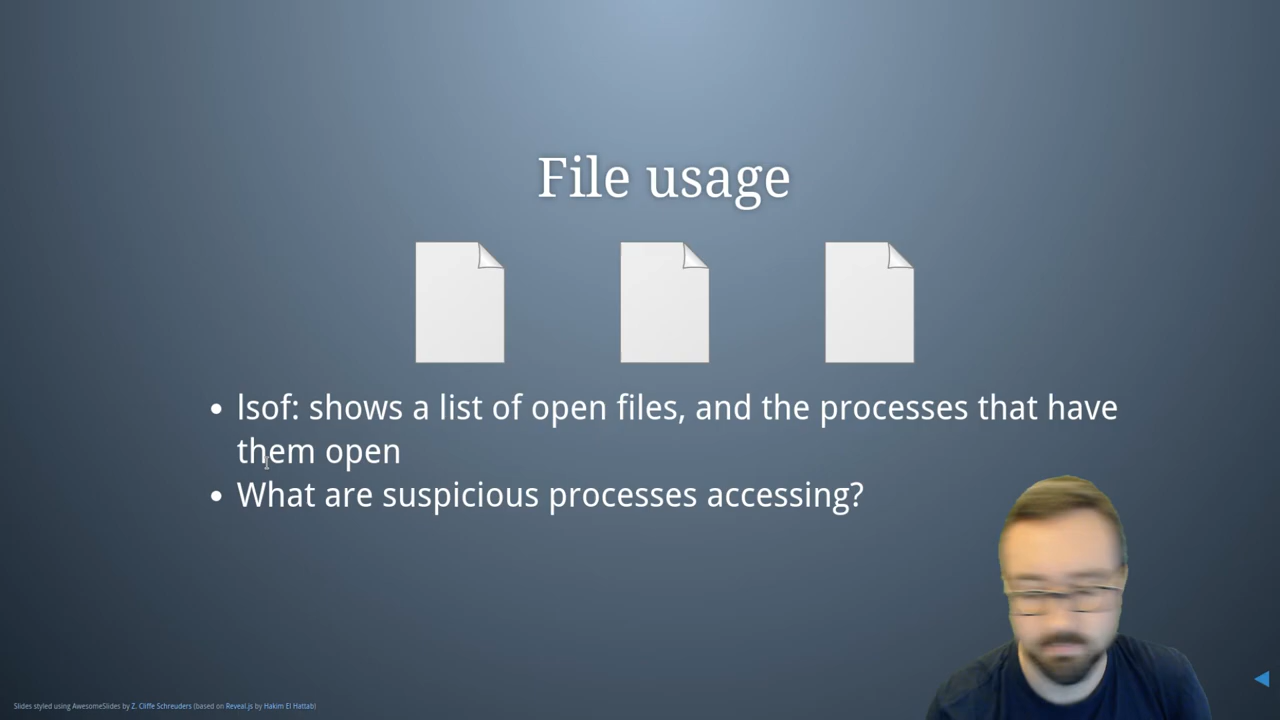 File usage
• lsof: shows a list of open files, and the processes that have
them open
• What are suspicious processes accessing?
Slides styled using AwesomeSlides by Z. Cliffe Schreuders (based on Reveal.js by Hakim El Hattab)